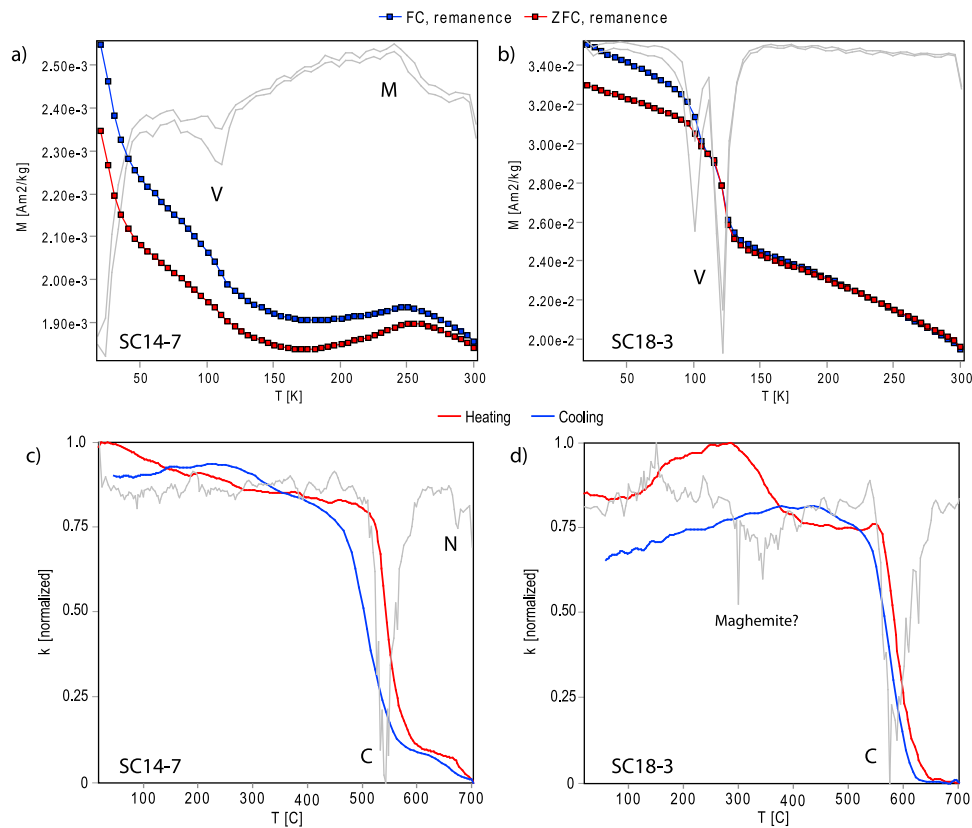 FC, remanence ZFC, remanence
a)
2.50e−3
2.40e−3
2.30e−3
2.20e−3
2.10e−3
2.00e−3
1.90e−3
M [Am2/kg]
M
V
SC14-7
50 100 150 200 250 300
T [K]
b)
3.40e−2
3.20e−2
3.00e−2
2.80e−2
2.60e−2
2.40e−2
2.20e−2
2.00e−2
M [Am2/kg]
V
SC18-3
50 100 150 200 250 300
T [K]
Heating Cooling
c)
1.0
0.75
0.50
0.25
0
k [normalized]
N
C
SC14-7
100 200 300 400 500 600 700
T [C]
d)
1.0
0.75
0.50
0.25
0
k [normalized]
Maghemite?
C
SC18-3
100 200 300 400 500 600 700
T [C]